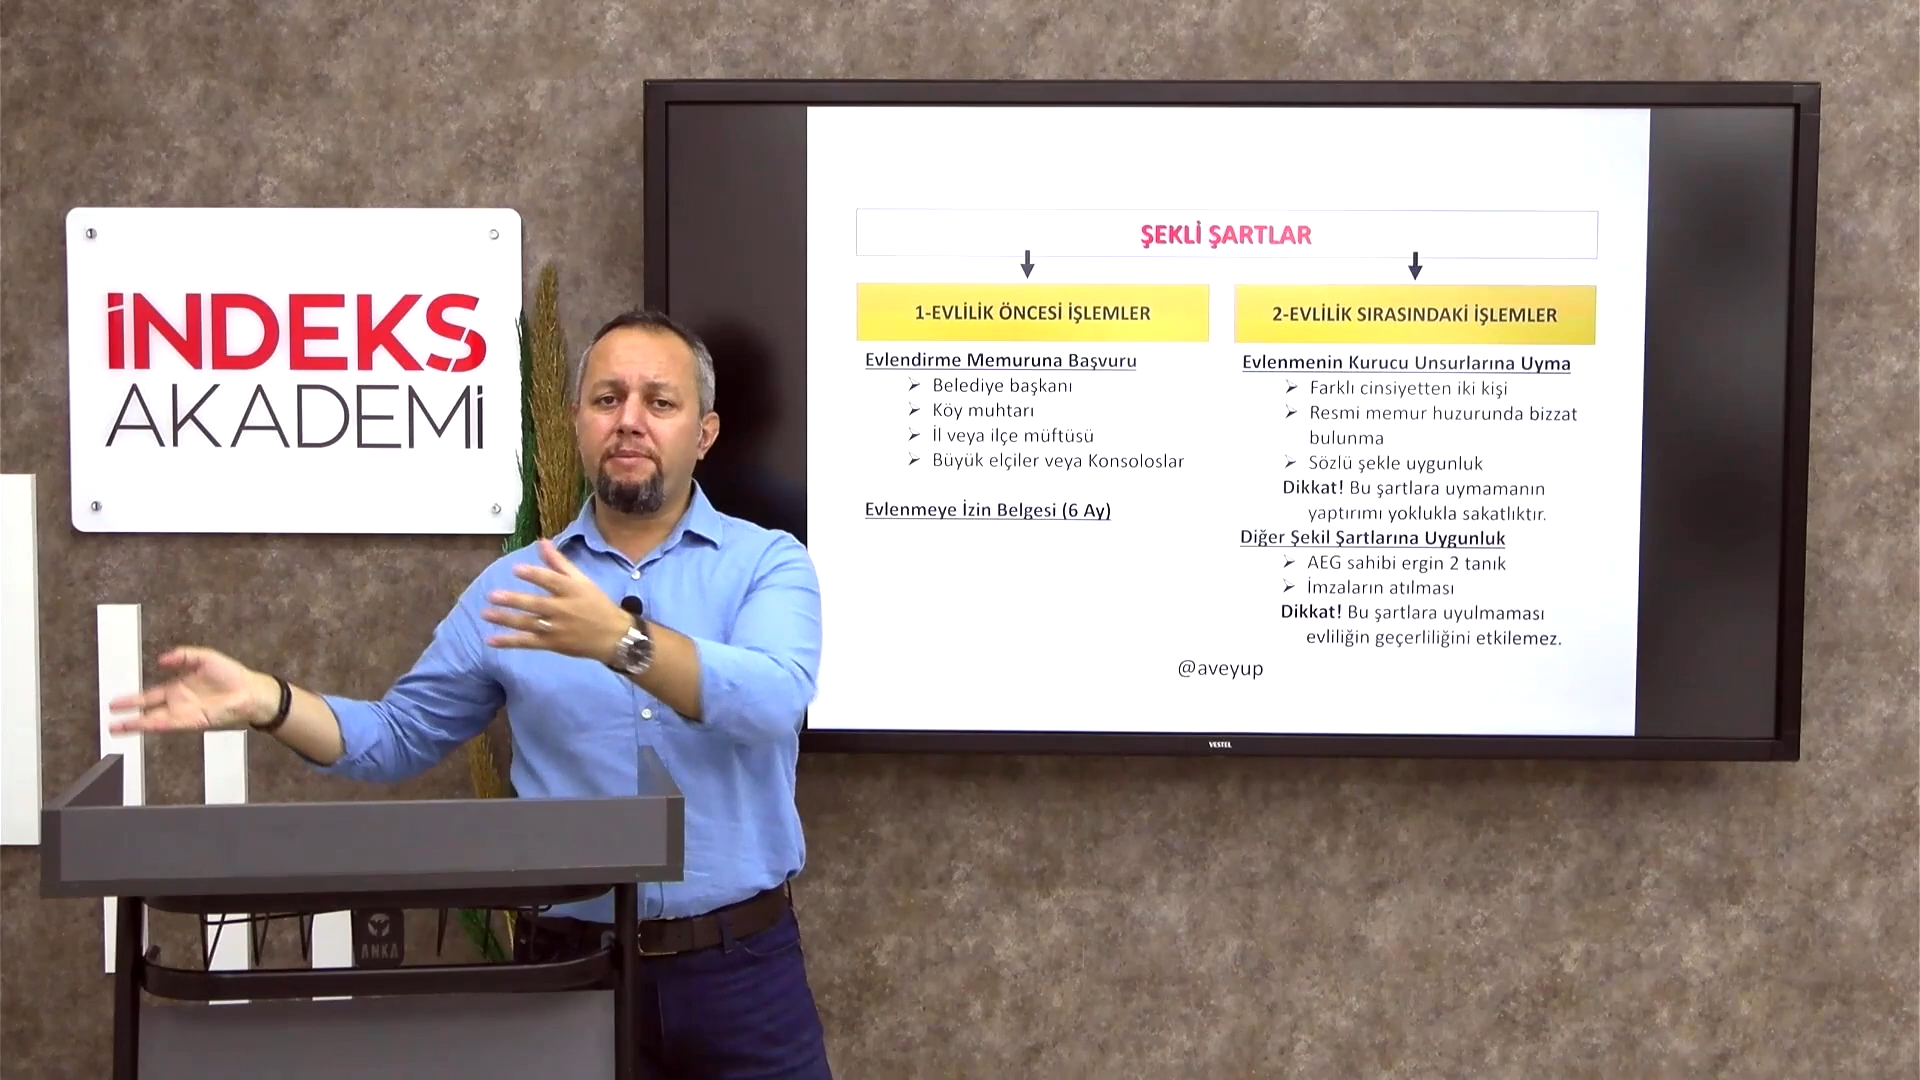 İNDEKS
AKADEMİ
ŞEKLİ ŞARTLAR
1-EVLİLİK ÖNCESİ İŞLEMLER
Evlendirme Memuruna Başvuru
➢ Belediye başkanı
➢ Köy muhtarı
➢ İl veya ilçe müftüsü
➢ Büyük elçiler veya Konsoloslar
Evlenmeye İzin Belgesi (6 Ay)
2-EVLİLİK SIRASINDAKİ İŞLEMLER
Evlenmenin Kurucu Unsurlarına Uyma
➢ Farklı cinsiyetten iki kişi
➢ Resmi memur huzurunda bizzat
bulunma
➢ Sözlü şekle uygunluk
Dikkat! Bu şartlara uymamanın
yaptırımı yoklukla sakatlıktır.
Diğer Şekil Şartlarına Uygunluk
➢ AEG sahibi ergin 2 tanık
➢ İmzaların atılması
Dikkat! Bu şartlara uyulmaması
evliliğin geçerliliğini etkilemez.
@aveyup
VESTEL
ANKA